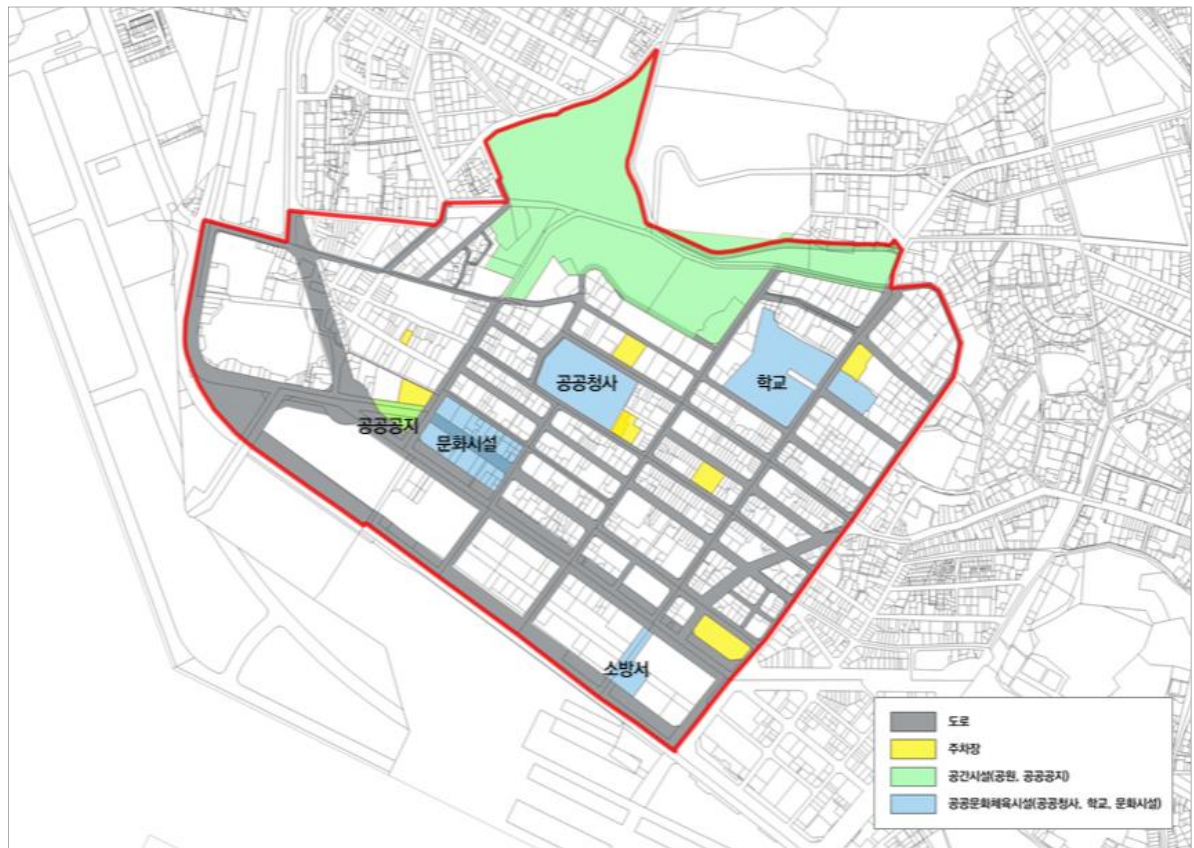 공공청사
학교
공공공지
문화시설
소방서
도로
주차장
공간시설(공원, 공공공지)
공공문화체육시설(공공청사, 학교, 문화시설)